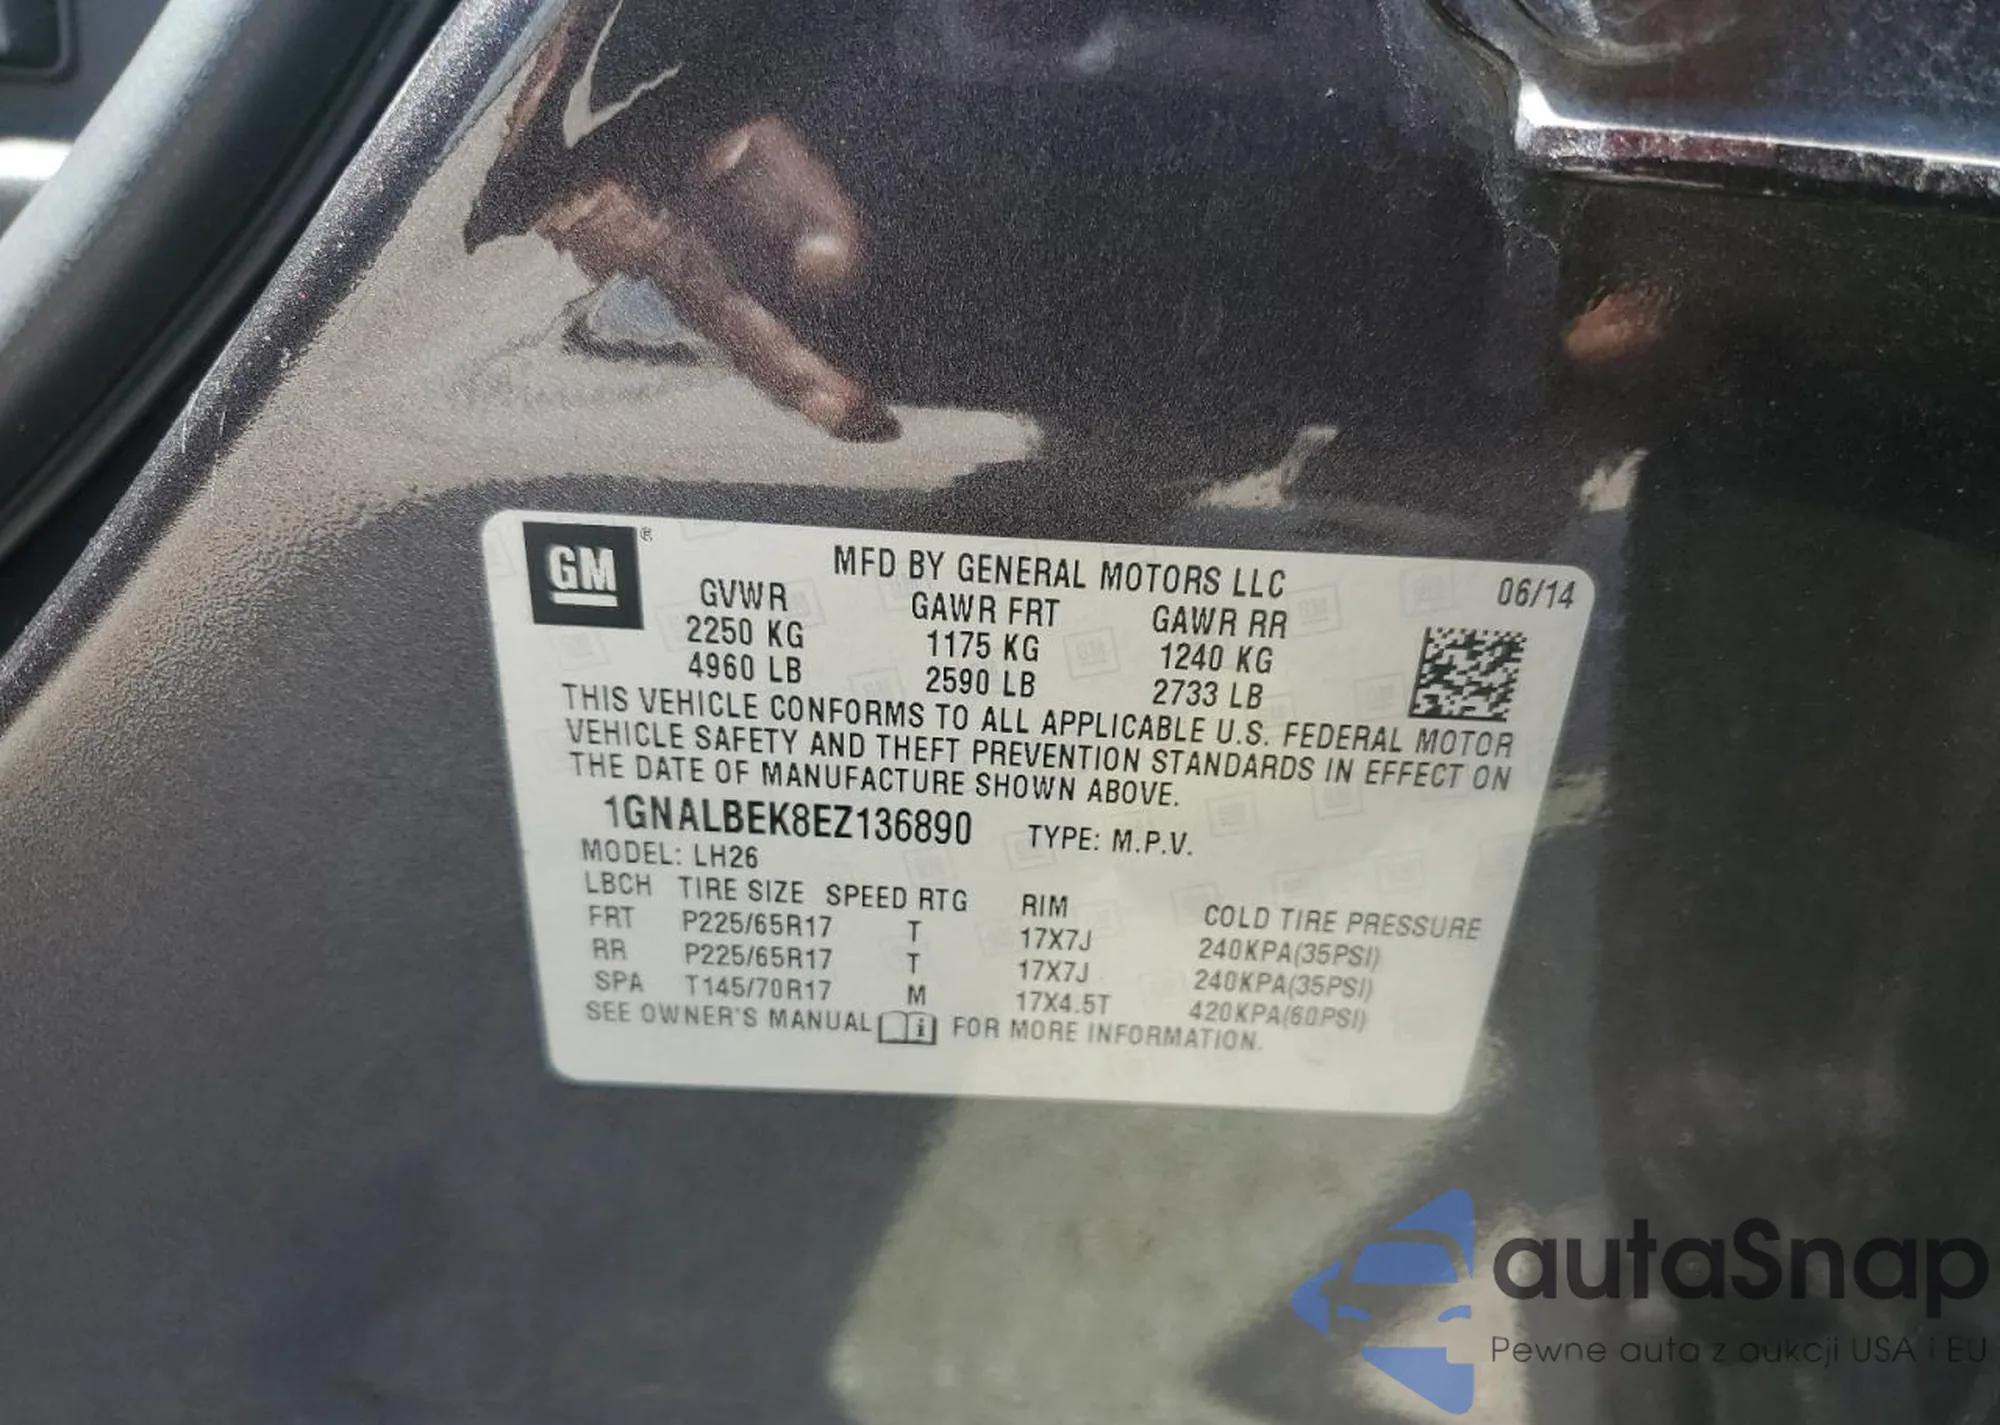 GM ® MFD BY GENERAL MOTORS LLC 06/14
GVWR GAWR FRT GAWR RR
2250 KG 1175 KG 1240 KG
4960 LB 2590 LB 2733 LB
THIS VEHICLE CONFORMS TO ALL APPLICABLE U.S. FEDERAL MOTOR
VEHICLE SAFETY AND THEFT PREVENTION STANDARDS IN EFFECT ON
THE DATE OF MANUFACTURE SHOWN ABOVE.
1GNALBEK8EZ136890 TYPE: M.P.V.
MODEL: LH26
LBCH TIRE SIZE SPEED RTG RIM COLD TIRE PRESSURE
FRT P225/65R17 T 17X7J 240KPA(35PSI)
RR P225/65R17 T 17X7J 240KPA(35PSI)
SPA T145/70R17 M 17X4.5T 420KPA(60PSI)
SEE OWNER'S MANUAL i FOR MORE INFORMATION.
autaSnap
Pewne auta z aukcji USA i EU